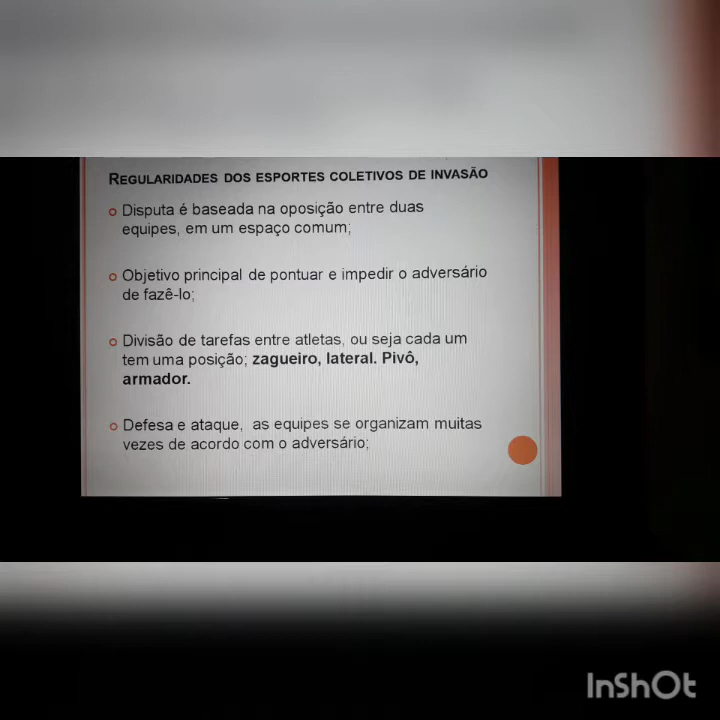 REGULARIDADES DOS ESPORTES COLETIVOS DE INVASÃO
Disputa é baseada na oposição entre duas
equipes, em um espaço comum;
Objetivo principal de pontuar e impedir o adversário
de fazê-lo;
Divisão de tarefas entre atletas, ou seja cada um
tem uma posição; zagueiro, lateral. Pivô,
armador.
Defesa e ataque, as equipes se organizam muitas
vezes de acordo com o adversário;
InShOt